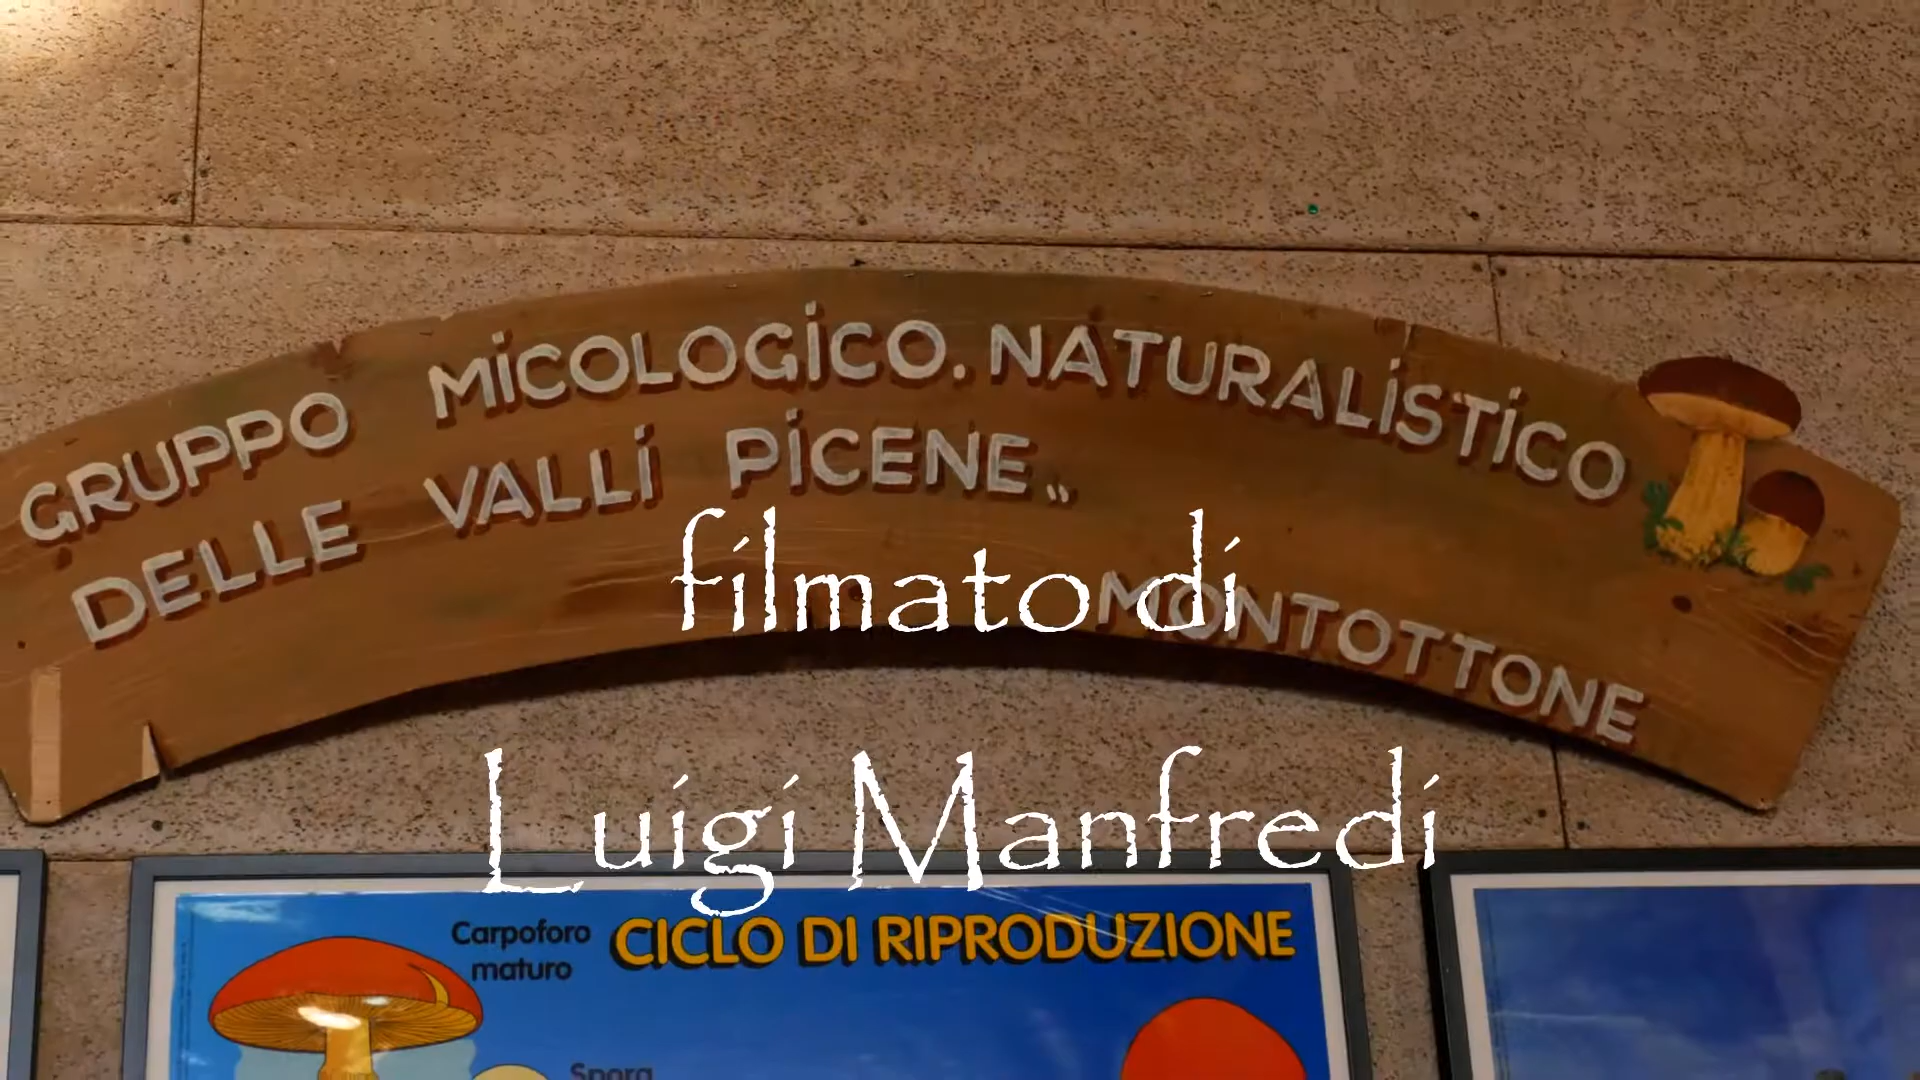 GRUPPO MICOLOGICO. NATURALISTICO
DELLE VALLI PICENE„
MONTOTTONE
filmato di
Luigi Manfredi
Carpoforo
maturo
CICLO DI RIPRODUZIONE
Spora